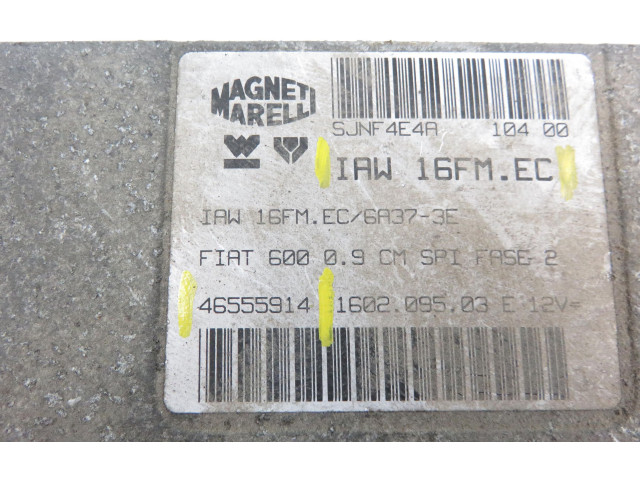 MAGNETI
MARELLI
SJNF4E4A 104 00
IAW 16FM.EC
IAW 16FM.EC/6A37-3E
FIAT 600 0.9 CM SPI FASE 2
46555914 1602.095.03 E 12V=